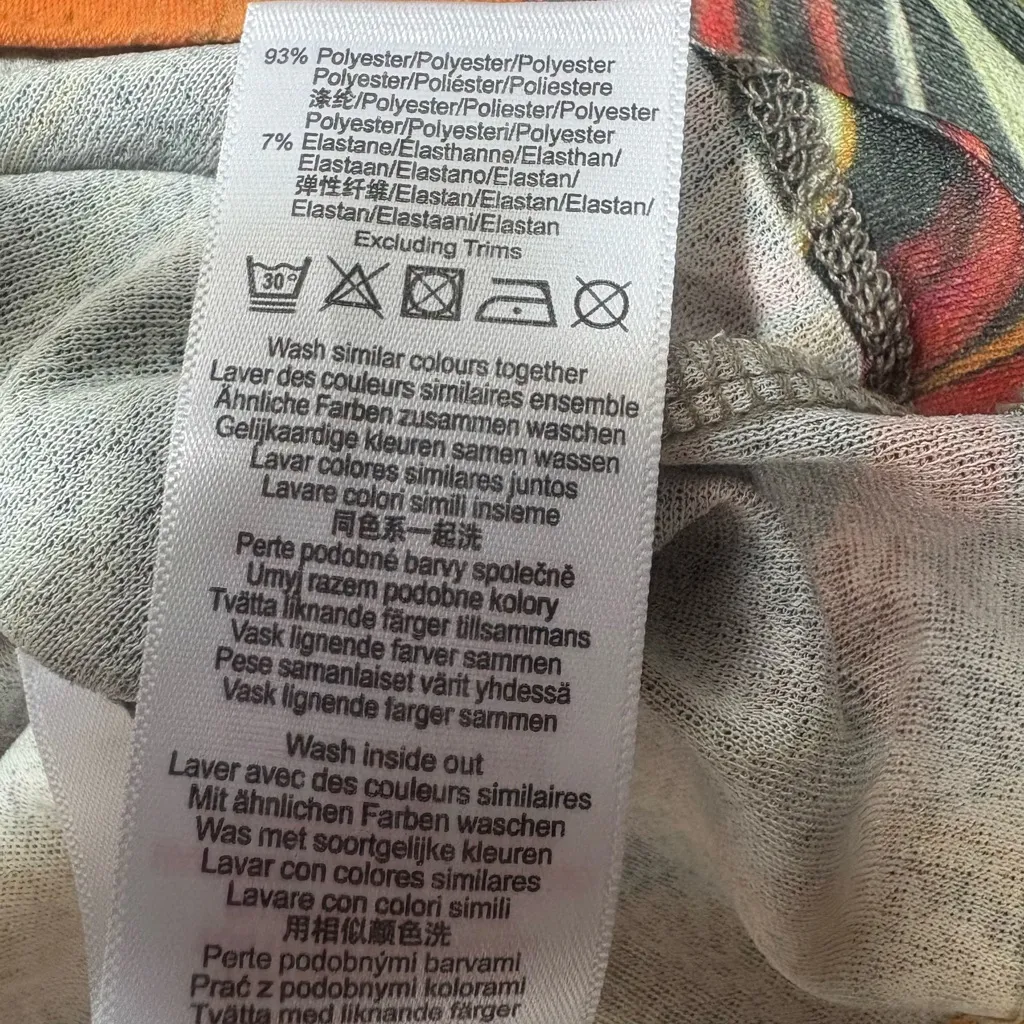 93% Polyester/Polyester/Polyester
Polyester/Poliéster/Poliestere
涤纶/Polyester/Poliester/Polyester
Polyester/Polyesteri/Polyester
7% Elastane/Élasthanne/Elasthan/
Elastaan/Elastano/Elastan/
弹性纤维/Elastan/Elastan/Elastan/
Elastan/Elastaani/Elastan
Excluding Trims
30°
Wash similar colours together
Laver des couleurs similaires ensemble
Ähnliche Farben zusammen waschen
Gelijkaardige kleuren samen wassen
Lavar colores similares juntos
Lavare colori simili insieme
同色系一起洗
Perte podobné barvy společně
Umyj razem podobne kolory
Tvätta liknande färger tillsammans
Vask lignende farver sammen
Pese samanlaiset värit yhdessä
Vask lignende farger sammen
Wash inside out
Laver avec des couleurs similaires
Mit ähnlichen Farben waschen
Was met soortgelijke kleuren
Lavar con colores similares
Lavare con colori simili
用相似颜色洗
Perte podobnými barvami
Prać z podobnymi kolorami
Tvätta med liknande färger